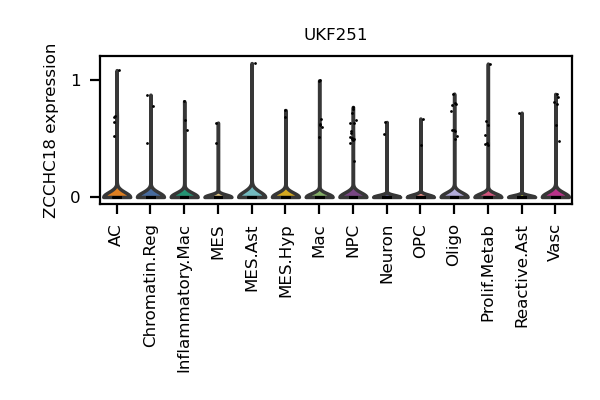 UKF251
ZCCHC18 expression
1
0
AC
Chromatin.Reg
Inflammatory.Mac
MES
MES.Ast
MES.Hyp
Mac
NPC
Neuron
OPC
Oligo
Prolif.Metab
Reactive.Ast
Vasc